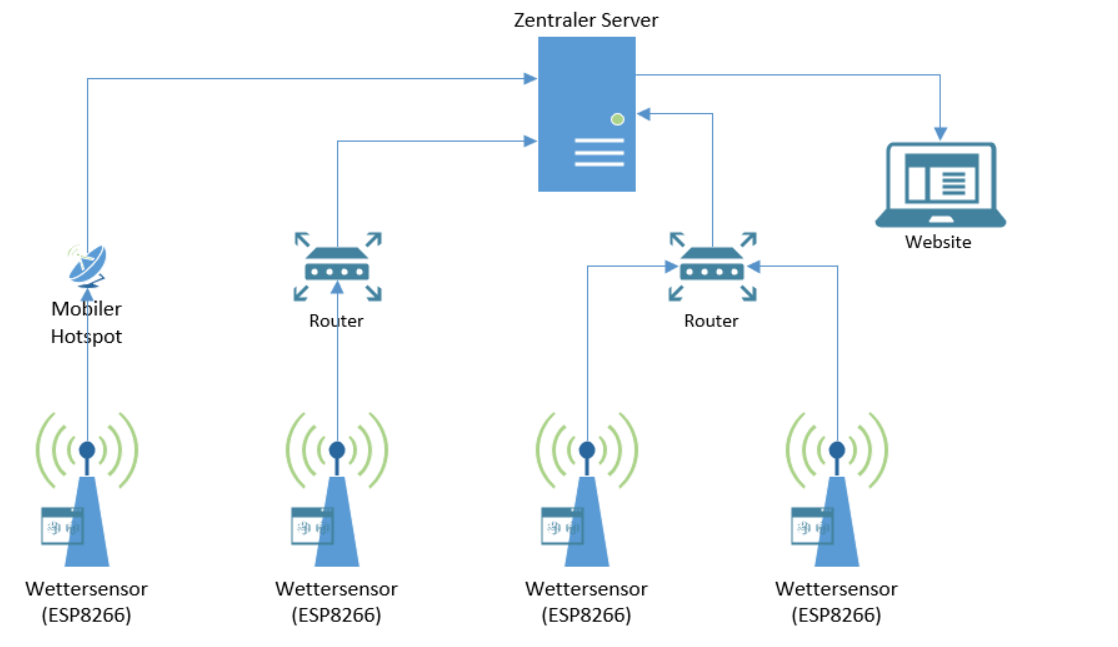 Zentraler Server
Website
Mobiler
Hotspot
Router
Router
Wettersensor
(ESP8266)
Wettersensor
(ESP8266)
Wettersensor
(ESP8266)
Wettersensor
(ESP8266)